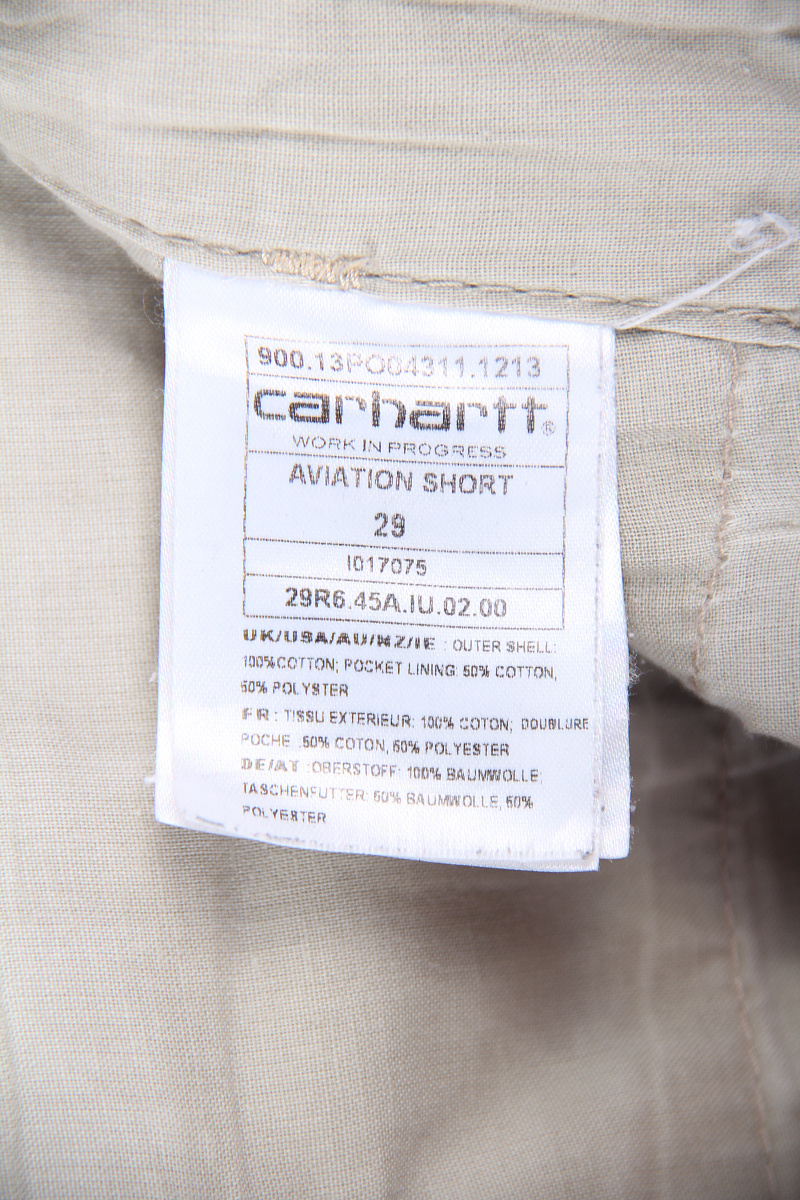 900.13PO04311.1213
carhartt®
WORK IN PROGRESS
AVIATION SHORT
29
I017075
29R6.45A.IU.02.00
UK/USA/AU/NZ/IE : OUTER SHELL:
100%COTTON; POCKET LINING: 50% COTTON,
50% POLYSTER
FR : TISSU EXTERIEUR: 100% COTON; DOUBLURE
POCHE :50% COTON, 50% POLYESTER
DE/AT :OBERSTOFF: 100% BAUMWOLLE;
TASCHENFUTTER: 50% BAUMWOLLE, 50%
POLYESTER